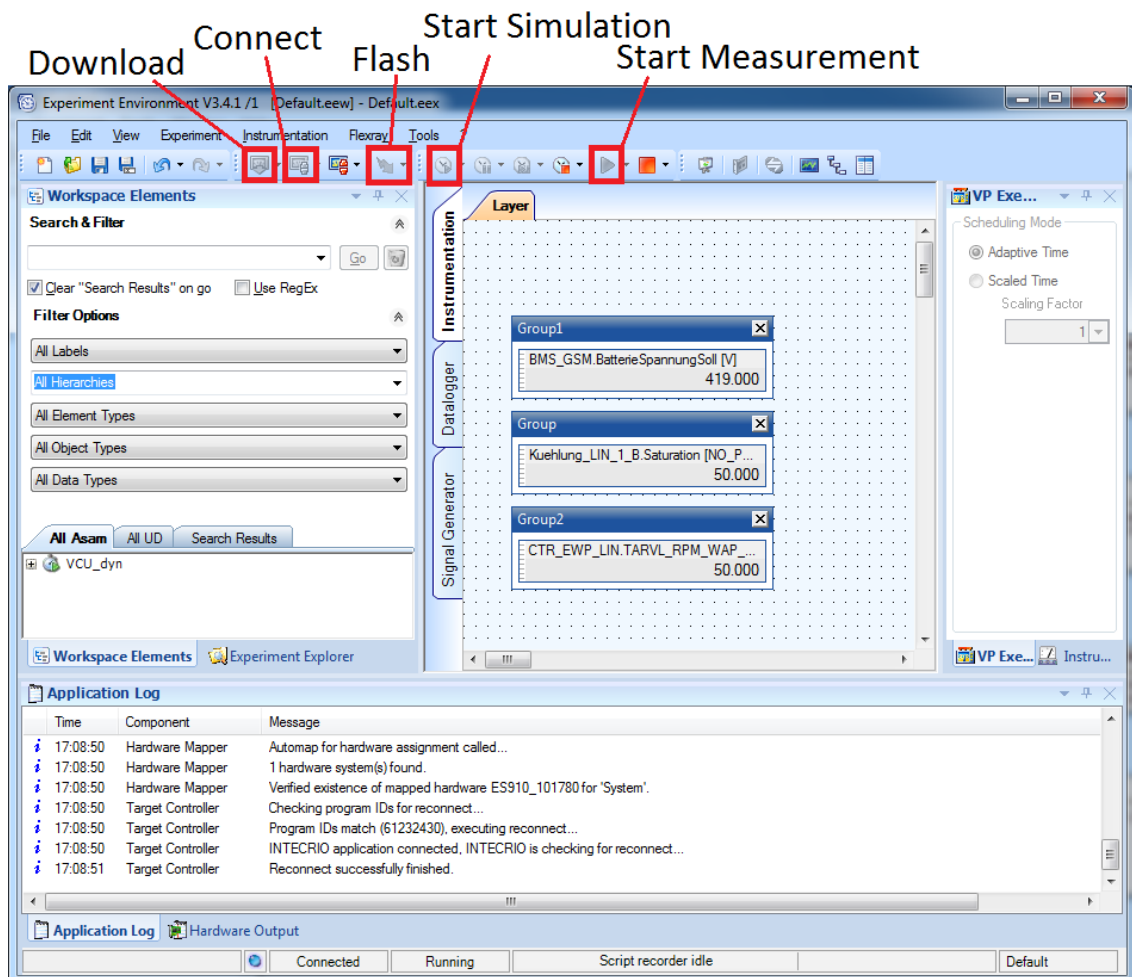 Start Simulation
Connect
Download
Flash
Start Measurement
Experiment Environment V3.4.1 /1 [Default.eew] - Default.eex
File Edit View Experiment Instrumentation Flexray Tools ?
Workspace Elements
Search & Filter
Go
Clear "Search Results" on go Use RegEx
Filter Options
All Labels
All Hierarchies
All Element Types
All Object Types
All Data Types
All Asam All UD Search Results
VCU_dyn
Workspace Elements Experiment Explorer
Instrumentation
Datalogger
Signal Generator
Layer
Group1
BMS_GSM.BatterieSpannungSoll [V]
419.000
Group
Kuehlung_LIN_1_B.Saturation [NO_P...
50.000
Group2
CTR_EWP_LIN.TARVL_RPM_WAP_...
50.000
VP Exe...
Scheduling Mode
Adaptive Time
Scaled Time
Scaling Factor
1
VP Exe... Instru...
Application Log
Time Component Message
17:08:50 Hardware Mapper Automap for hardware assignment called...
17:08:50 Hardware Mapper 1 hardware system(s) found.
17:08:50 Hardware Mapper Verified existence of mapped hardware ES910_101780 for 'System'.
17:08:50 Target Controller Checking program IDs for reconnect...
17:08:50 Target Controller Program IDs match (61232430), executing reconnect...
17:08:50 Target Controller INTECRIO application connected, INTECRIO is checking for reconnect...
17:08:51 Target Controller Reconnect successfully finished.
Application Log Hardware Output
Connected Running Script recorder idle Default